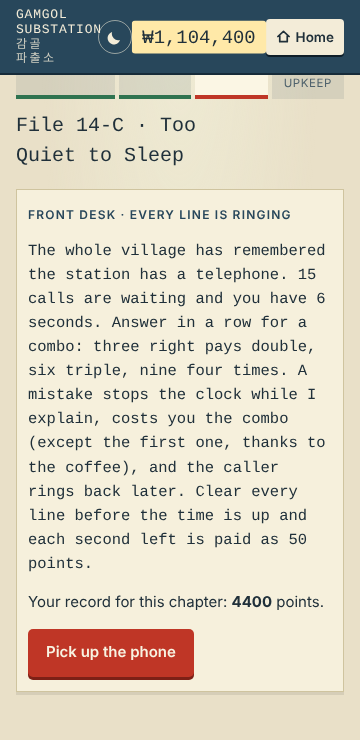 GAMGOL
SUBSTATION
감골
파출소
₩1,104,400
Home
UPKEEP
File 14-C · Too
Quiet to Sleep
FRONT DESK · EVERY LINE IS RINGING
The whole village has remembered
the station has a telephone. 15
calls are waiting and you have 6
seconds. Answer in a row for a
combo: three right pays double,
six triple, nine four times. A
mistake stops the clock while I
explain, costs you the combo
(except the first one, thanks to
the coffee), and the caller
rings back later. Clear every
line before the time is up and
each second left is paid as 50
points.
Your record for this chapter: 4400 points.
Pick up the phone